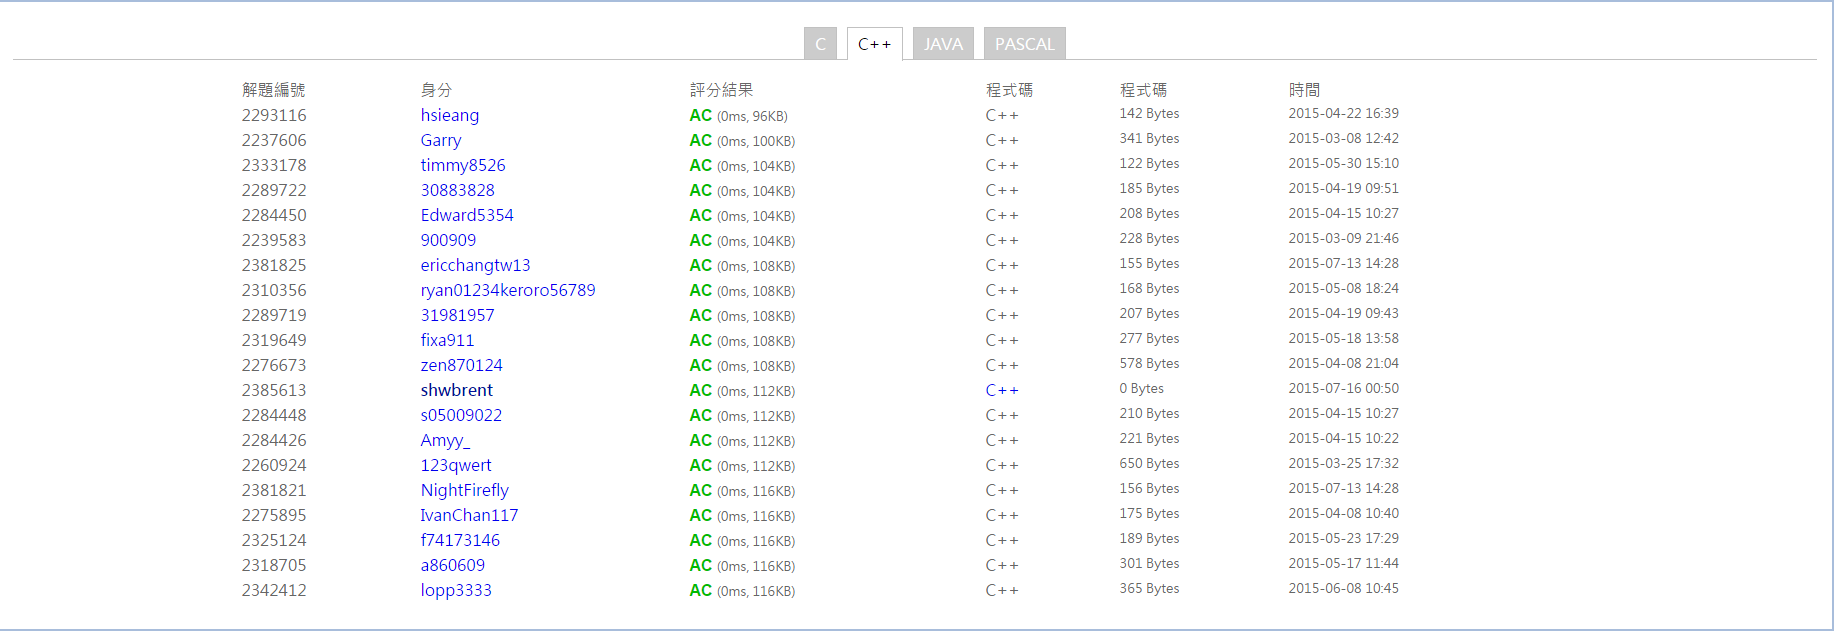 C C++ JAVA PASCAL
解題編號 身分 評分結果 程式碼 程式碼 時間
2293116 hsieang AC (0ms, 96KB) C++ 142 Bytes 2015-04-22 16:39
2237606 Garry AC (0ms, 100KB) C++ 341 Bytes 2015-03-08 12:42
2333178 timmy8526 AC (0ms, 104KB) C++ 122 Bytes 2015-05-30 15:10
2289722 30883828 AC (0ms, 104KB) C++ 185 Bytes 2015-04-19 09:51
2284450 Edward5354 AC (0ms, 104KB) C++ 208 Bytes 2015-04-15 10:27
2239583 900909 AC (0ms, 104KB) C++ 228 Bytes 2015-03-09 21:46
2381825 ericchangtw13 AC (0ms, 108KB) C++ 155 Bytes 2015-07-13 14:28
2310356 ryan01234keroro56789 AC (0ms, 108KB) C++ 168 Bytes 2015-05-08 18:24
2289719 31981957 AC (0ms, 108KB) C++ 207 Bytes 2015-04-19 09:43
2319649 fixa911 AC (0ms, 108KB) C++ 277 Bytes 2015-05-18 13:58
2276673 zen870124 AC (0ms, 108KB) C++ 578 Bytes 2015-04-08 21:04
2385613 shwbrent AC (0ms, 112KB) C++ 0 Bytes 2015-07-16 00:50
2284448 s05009022 AC (0ms, 112KB) C++ 210 Bytes 2015-04-15 10:27
2284426 Amyy_ AC (0ms, 112KB) C++ 221 Bytes 2015-04-15 10:22
2260924 123qwert AC (0ms, 112KB) C++ 650 Bytes 2015-03-25 17:32
2381821 NightFirefly AC (0ms, 116KB) C++ 156 Bytes 2015-07-13 14:28
2275895 IvanChan117 AC (0ms, 116KB) C++ 175 Bytes 2015-04-08 10:40
2325124 f74173146 AC (0ms, 116KB) C++ 189 Bytes 2015-05-23 17:29
2318705 a860609 AC (0ms, 116KB) C++ 301 Bytes 2015-05-17 11:44
2342412 lopp3333 AC (0ms, 116KB) C++ 365 Bytes 2015-06-08 10:45